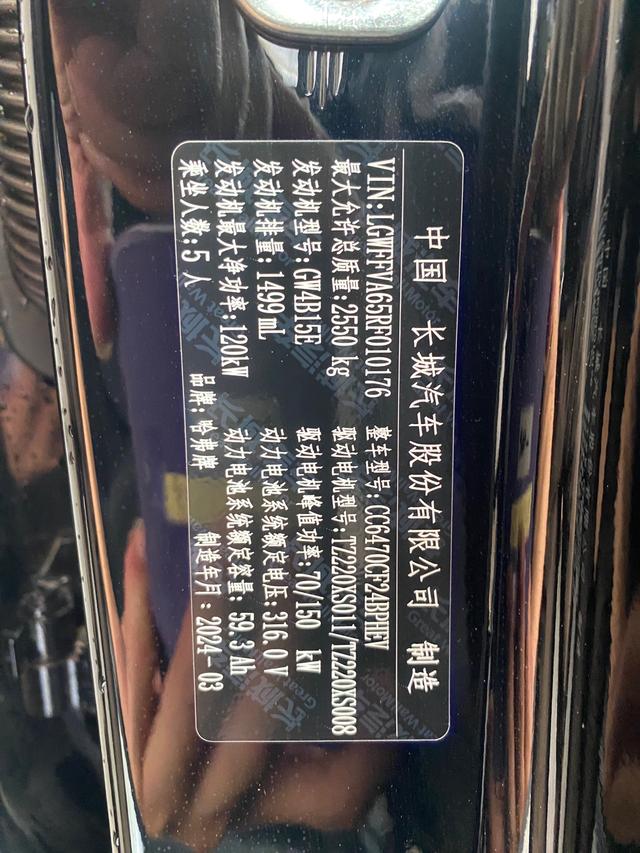 中国 长城汽车股份有限公司 制造
VIN:LGWFFVA65RF010176 整车型号:CC6470CF24BPHEV
最大允许总质量:2550 kg 驱动电机型号:TZ220XS011/TZ220XS008
发动机型号:GW4B15E 驱动电机峰值功率:70/150 kW
发动机排量:1499 mL 动力电池系统额定电压:316.0 V
发动机最大净功率:120kW 动力电池系统额定容量:59.3 Ah
乘坐人数:5 人 品牌:哈弗牌 制造年月:2024-03